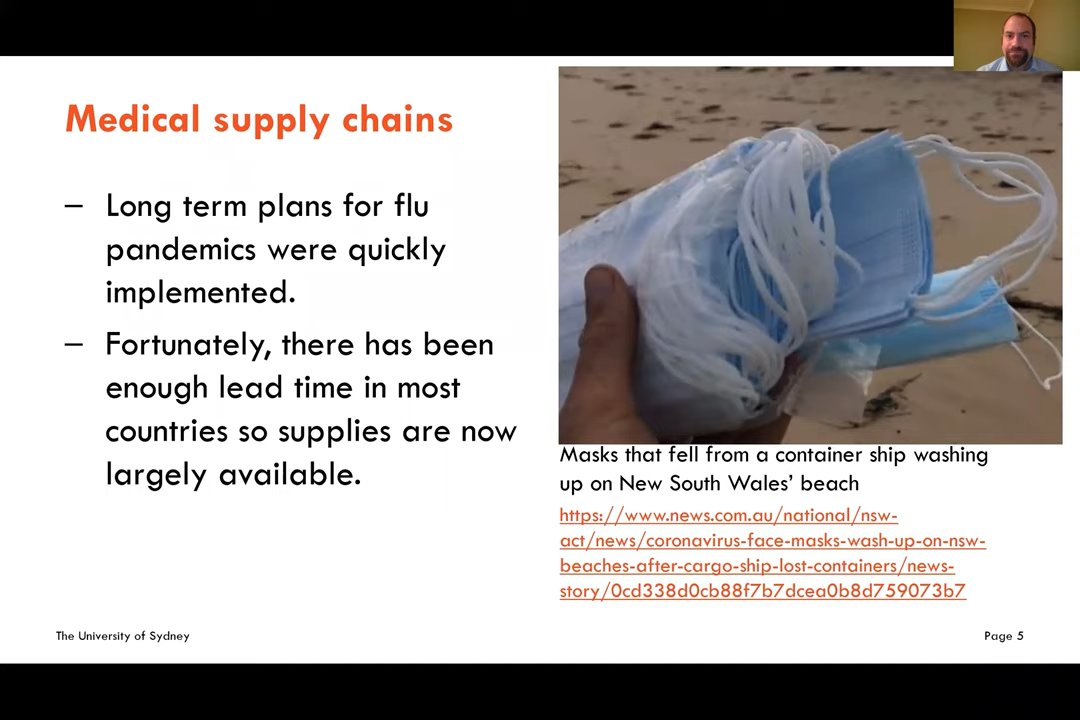 Medical supply chains
– Long term plans for flu
pandemics were quickly
implemented.
– Fortunately, there has been
enough lead time in most
countries so supplies are now
largely available.
Masks that fell from a container ship washing
up on New South Wales’ beach
https://www.news.com.au/national/nsw-
act/news/coronavirus-face-masks-wash-up-on-nsw-
beaches-after-cargo-ship-lost-containers/news-
story/0cd338d0cb88f7b7dcea0b8d759073b7
The University of Sydney
Page 5